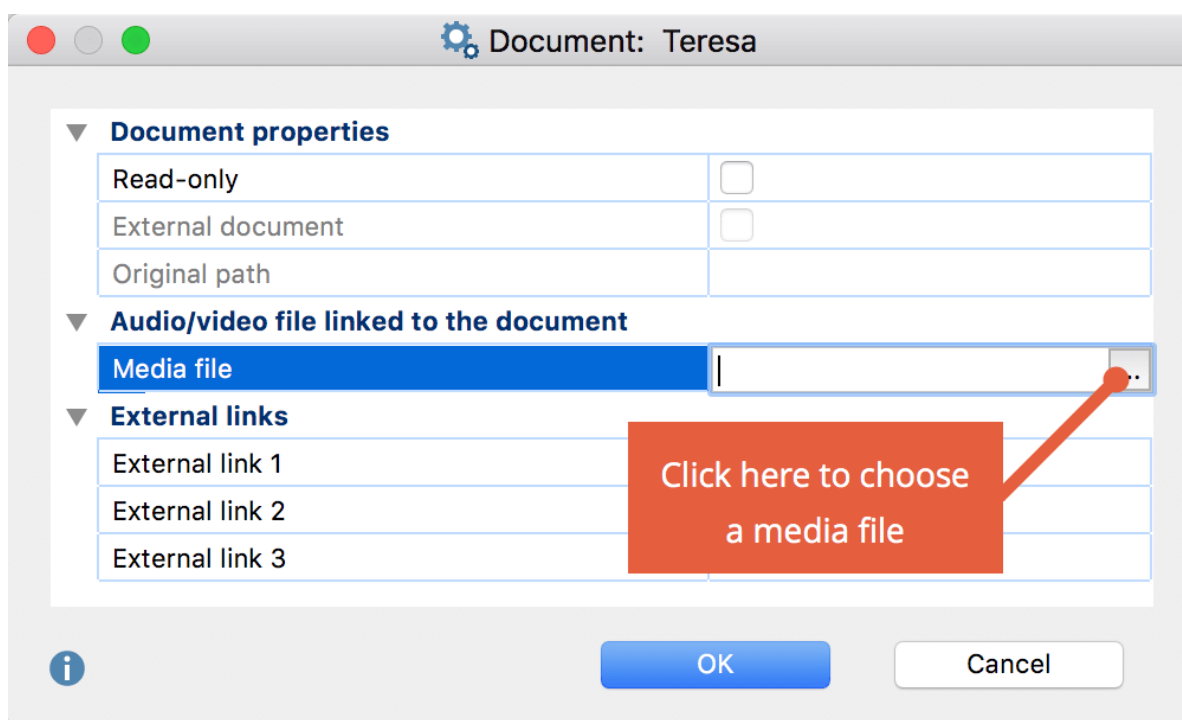 Document: Teresa
Document properties
Read-only
External document
Original path
Audio/video file linked to the document
Media file
..
External links
External link 1
External link 2
External link 3
Click here to choose
a media file
OK
Cancel